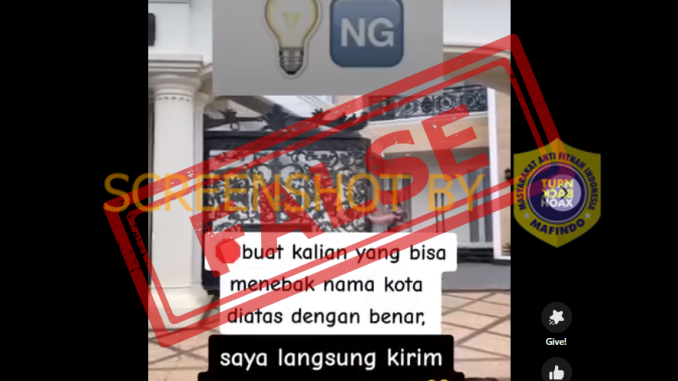 NG
SCREENSHOT BY
FALSE
MASYARAKAT ANTI FITNAH INDONESIA
TURN
BACK
HOAX
MAFINDO
buat kalian yang bisa
menebak nama kota
diatas dengan benar,
saya langsung kirim
Give!